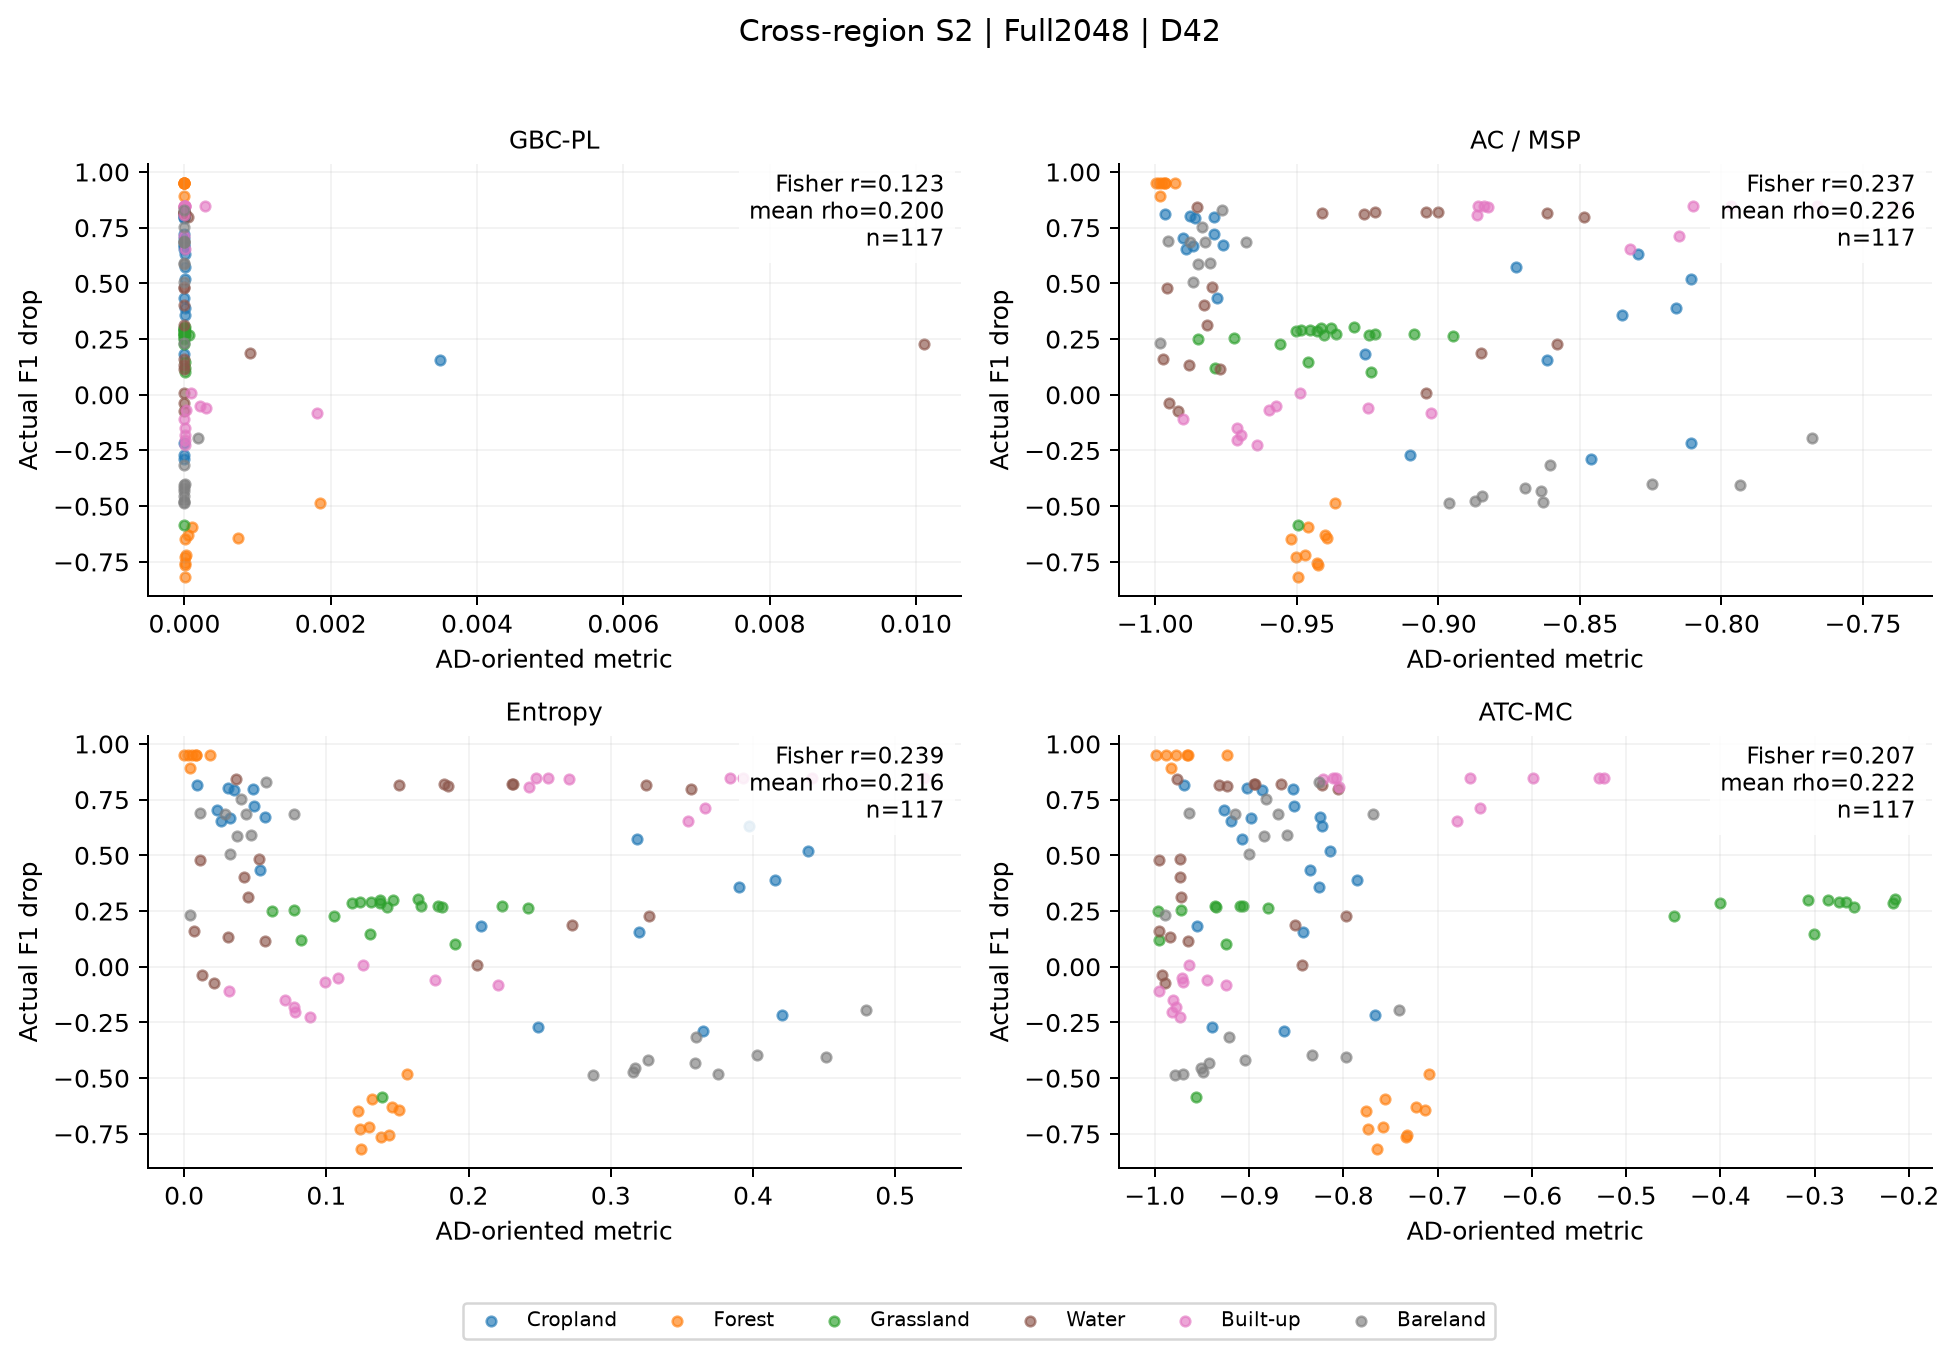 Cross-region S2 | Full2048 | D42
GBC-PL
Fisher r=0.123
mean rho=0.200
n=117
1.00
0.75
0.50
0.25
0.00
−0.25
−0.50
−0.75
Actual F1 drop
0.000 0.002 0.004 0.006 0.008 0.010
AD-oriented metric
AC / MSP
Fisher r=0.237
mean rho=0.226
n=117
1.00
0.75
0.50
0.25
0.00
−0.25
−0.50
−0.75
Actual F1 drop
−1.00 −0.95 −0.90 −0.85 −0.80 −0.75
AD-oriented metric
Entropy
Fisher r=0.239
mean rho=0.216
n=117
1.00
0.75
0.50
0.25
0.00
−0.25
−0.50
−0.75
Actual F1 drop
0.0 0.1 0.2 0.3 0.4 0.5
AD-oriented metric
ATC-MC
Fisher r=0.207
mean rho=0.222
n=117
1.00
0.75
0.50
0.25
0.00
−0.25
−0.50
−0.75
Actual F1 drop
−1.0 −0.9 −0.8 −0.7 −0.6 −0.5 −0.4 −0.3 −0.2
AD-oriented metric
Cropland Forest Grassland Water Built-up Bareland